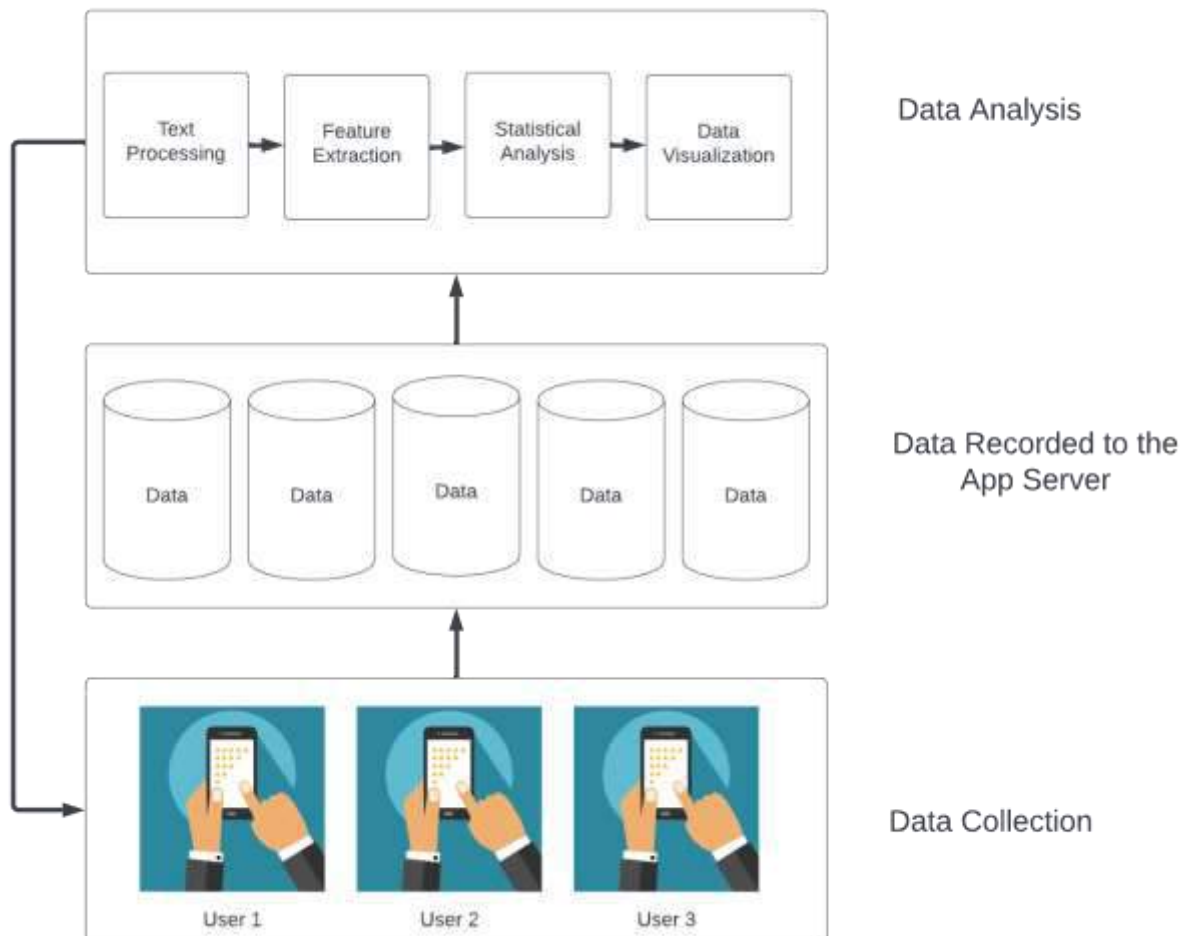 Text
Processing
Feature
Extraction
Statistical
Analysis
Data
Visualization
Data Analysis
Data
Data
Data
Data
Data
Data Recorded to the
App Server
User 1
User 2
User 3
Data Collection